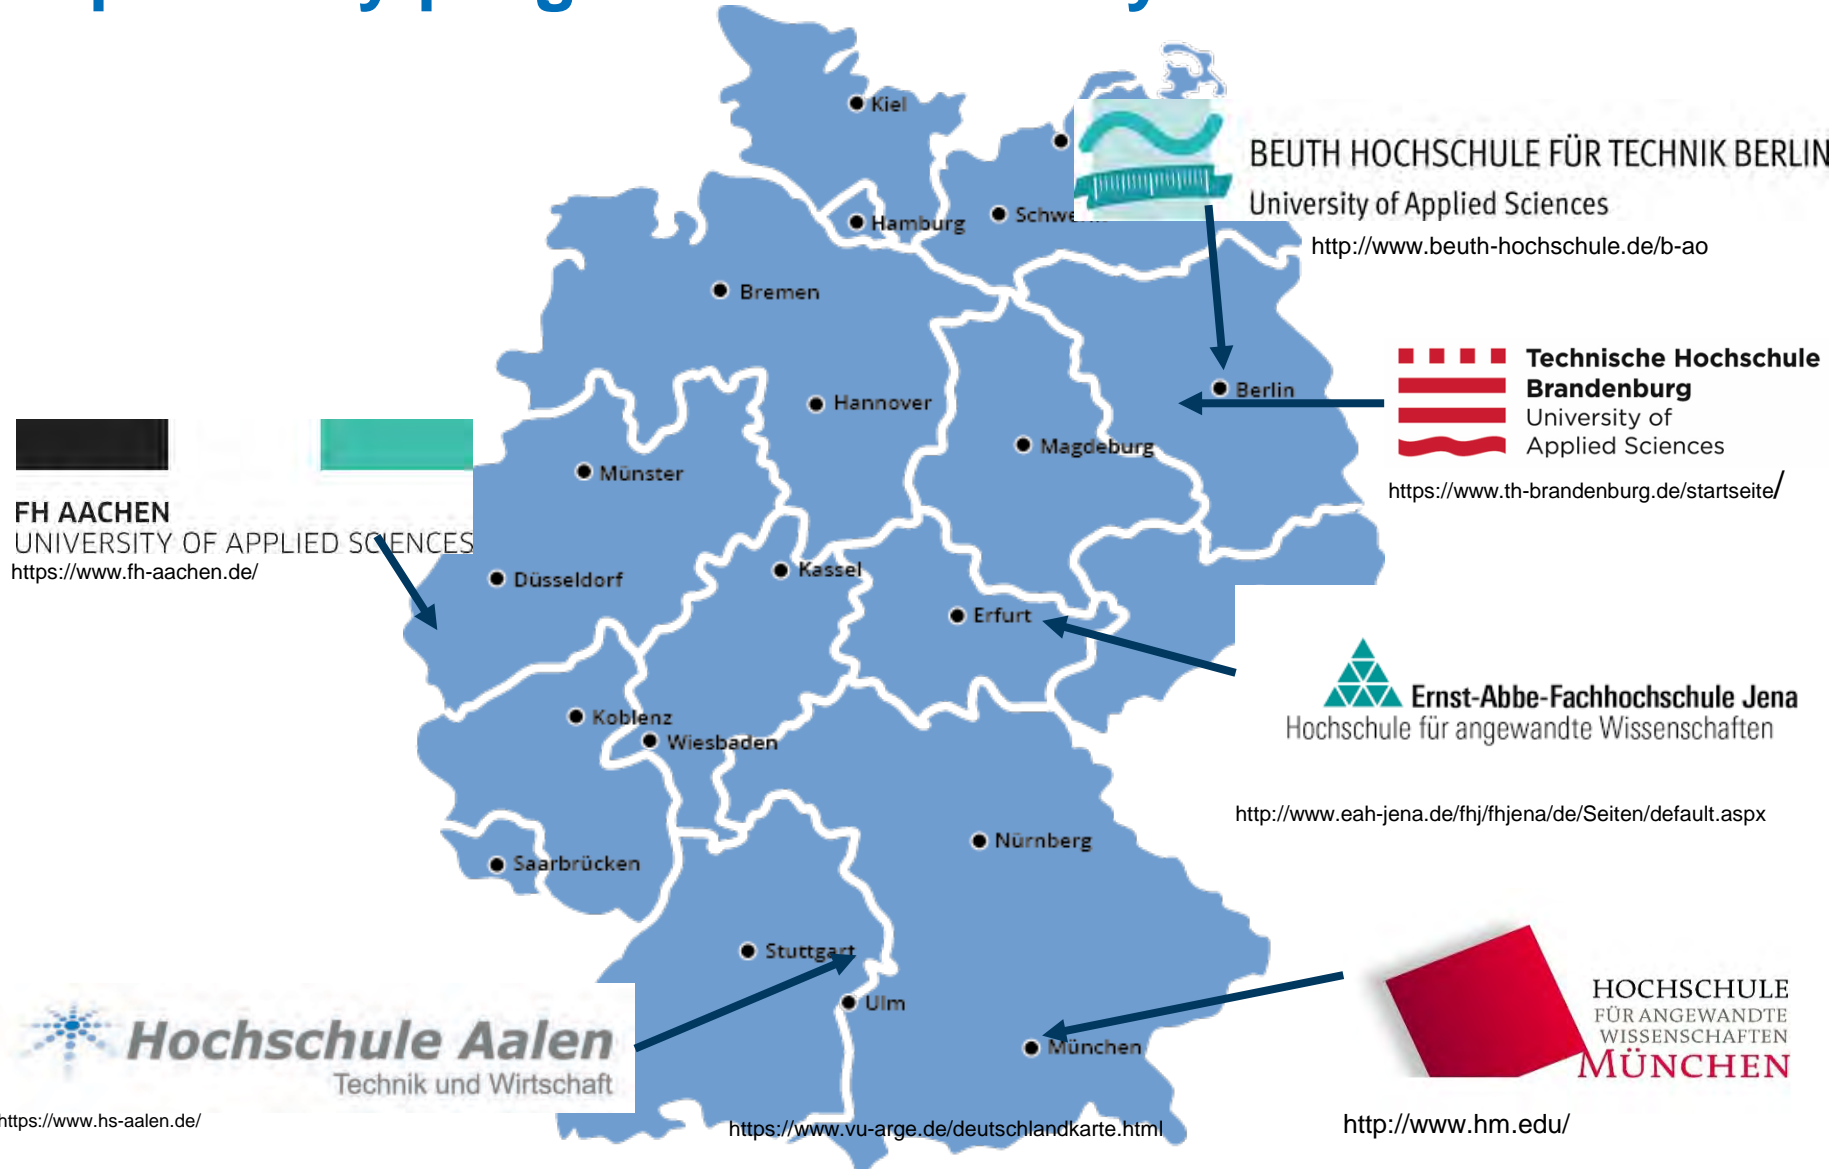 Kiel
BEUTH HOCHSCHULE FÜR TECHNIK BERLIN
University of Applied Sciences
http://www.beuth-hochschule.de/b-ao
Hamburg
Bremen
Technische Hochschule
Brandenburg
University of
Applied Sciences
https://www.th-brandenburg.de/startseite/
Berlin
Hannover
Magdeburg
Münster
FH AACHEN
UNIVERSITY OF APPLIED SCIENCES
https://www.fh-aachen.de/
Düsseldorf
Kassel
Erfurt
Ernst-Abbe-Fachhochschule Jena
Hochschule für angewandte Wissenschaften
http://www.eah-jena.de/fhj/fhjena/de/Seiten/default.aspx
Koblenz
Wiesbaden
Nürnberg
Saarbrücken
Stuttgart
Ulm
München
HOCHSCHULE
FÜR ANGEWANDTE
WISSENSCHAFTEN
MÜNCHEN
http://www.hm.edu/
Hochschule Aalen
Technik und Wirtschaft
https://www.hs-aalen.de/
https://www.vu-arge.de/deutschlandkarte.html